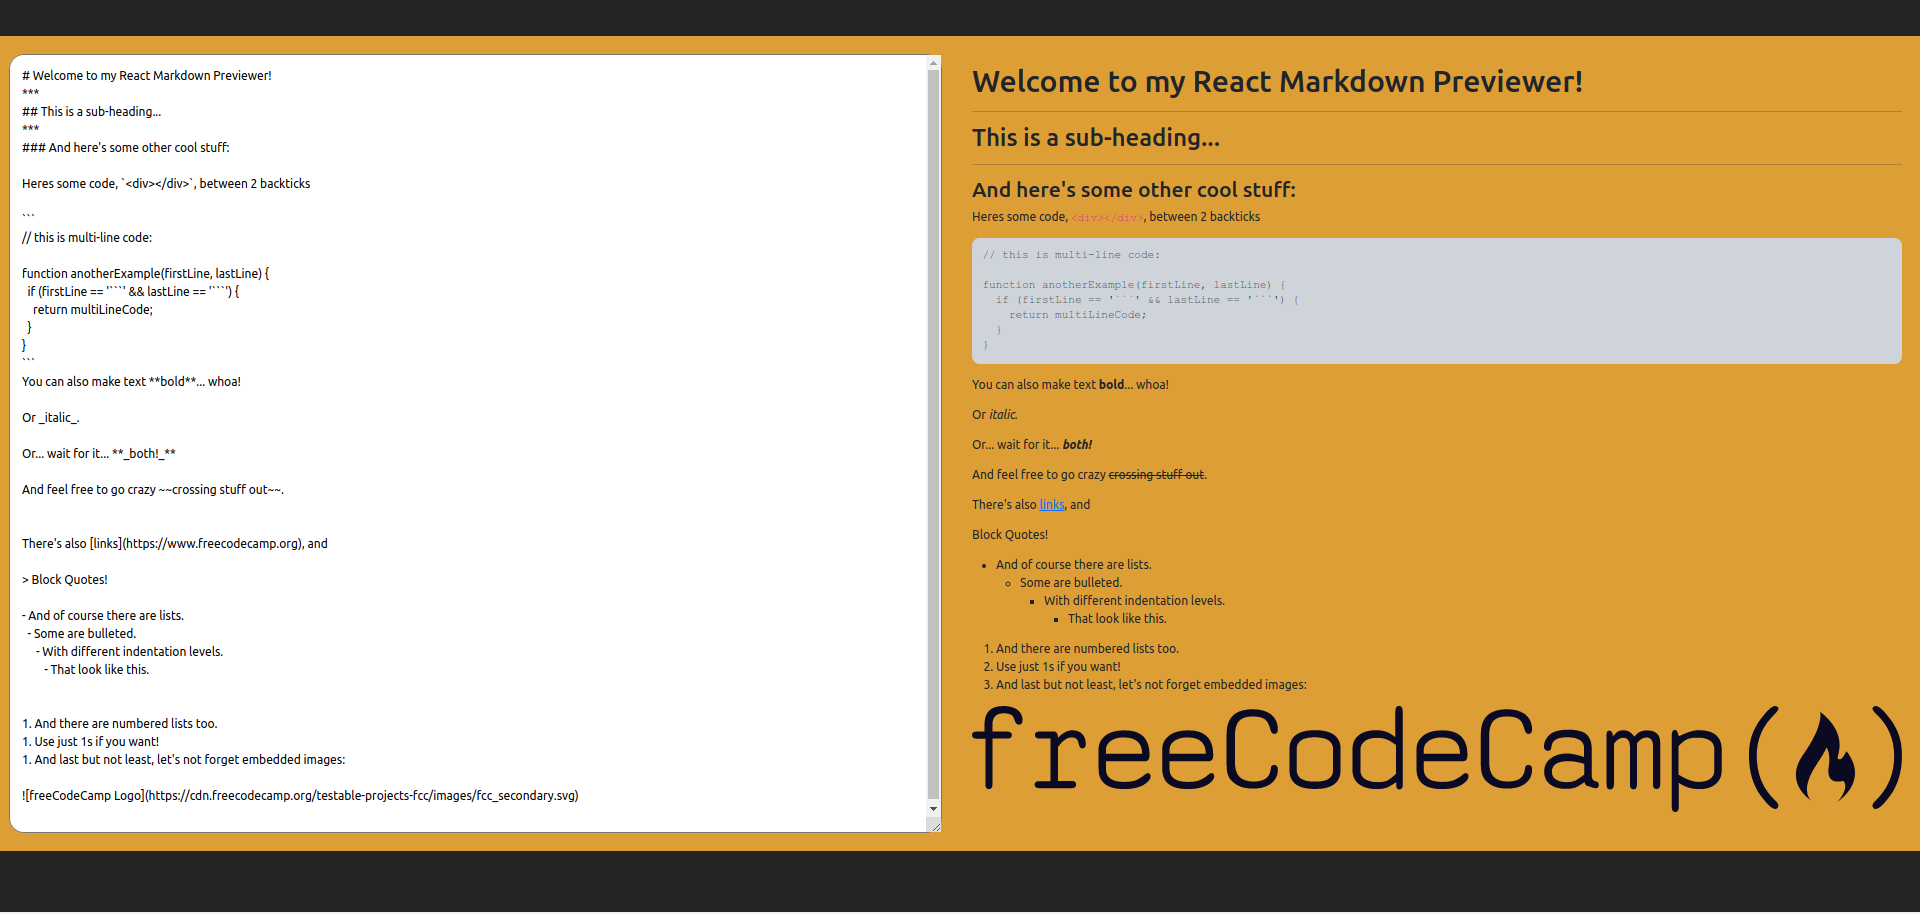 # Welcome to my React Markdown Previewer!
***
## This is a sub-heading...
***
### And here's some other cool stuff:
Heres some code, `<div></div>`, between 2 backticks
```
// this is multi-line code:
function anotherExample(firstLine, lastLine) {
  if (firstLine == '```' && lastLine == '```') {
    return multiLineCode;
  }
}
```
You can also make text **bold**... whoa!
Or _italic_.
Or... wait for it... **_both!_**
And feel free to go crazy ~~crossing stuff out~~.
There's also [links](https://www.freecodecamp.org), and
> Block Quotes!
- And of course there are lists.
  - Some are bulleted.
     - With different indentation levels.
        - That look like this.
1. And there are numbered lists too.
1. Use just 1s if you want!
1. And last but not least, let's not forget embedded images:
![freeCodeCamp Logo](https://cdn.freecodecamp.org/testable-projects-fcc/images/fcc_secondary.svg)
Welcome to my React Markdown Previewer!
This is a sub-heading...
And here's some other cool stuff:
Heres some code, <div></div>, between 2 backticks
// this is multi-line code:
function anotherExample(firstLine, lastLine) {
  if (firstLine == '```' && lastLine == '```') {
    return multiLineCode;
  }
}
You can also make text bold... whoa!
Or italic.
Or... wait for it... both!
And feel free to go crazy crossing stuff out.
There's also links, and
Block Quotes!
• And of course there are lists.
◦ Some are bulleted.
▪ With different indentation levels.
▪ That look like this.
1. And there are numbered lists too.
2. Use just 1s if you want!
3. And last but not least, let's not forget embedded images:
freeCodeCamp